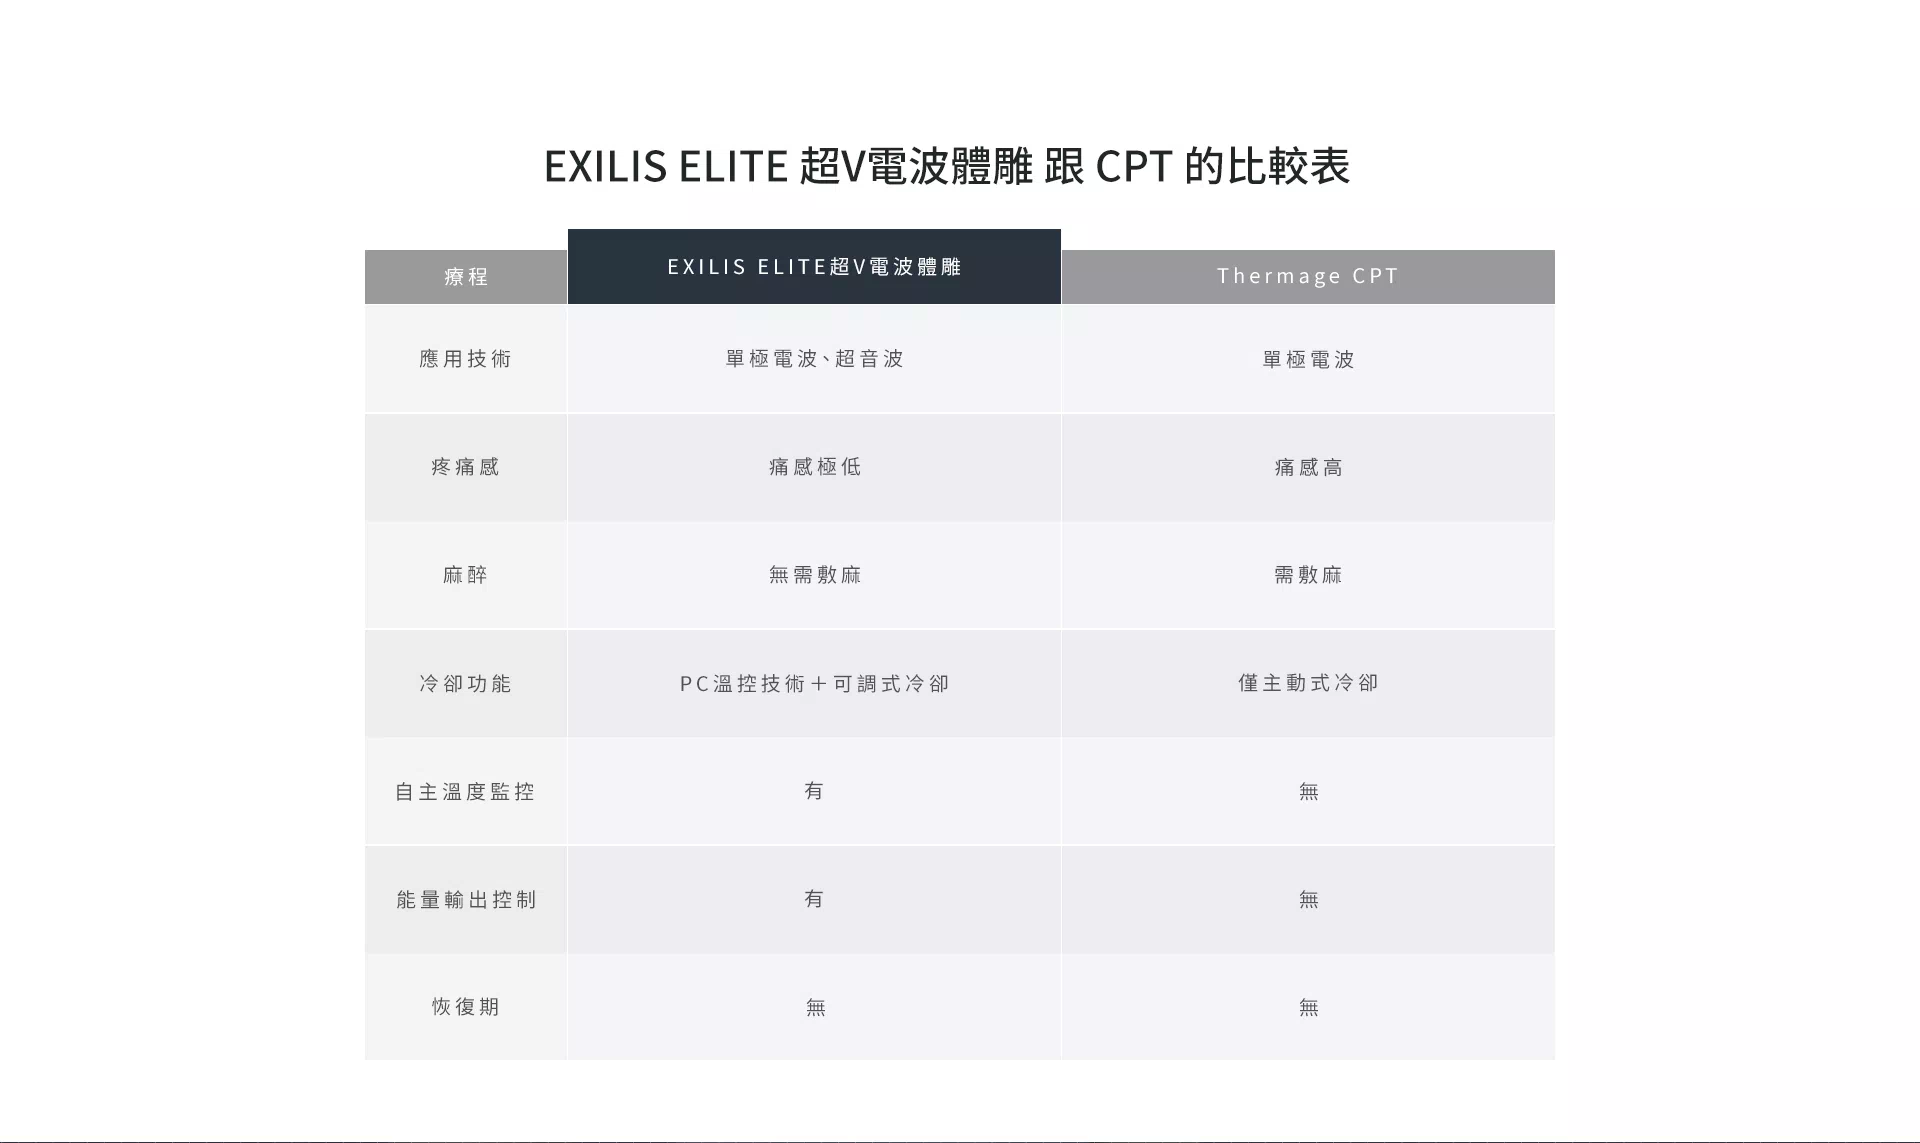 EXILIS ELITE 超V電波體雕 跟 CPT 的比較表
療程 EXILIS ELITE超V電波體雕 Thermage CPT
應用技術 單極電波、超音波 單極電波
疼痛感 痛感極低 痛感高
麻醉 無需敷麻 需敷麻
冷卻功能 PC溫控技術＋可調式冷卻 僅主動式冷卻
自主溫度監控 有 無
能量輸出控制 有 無
恢復期 無 無